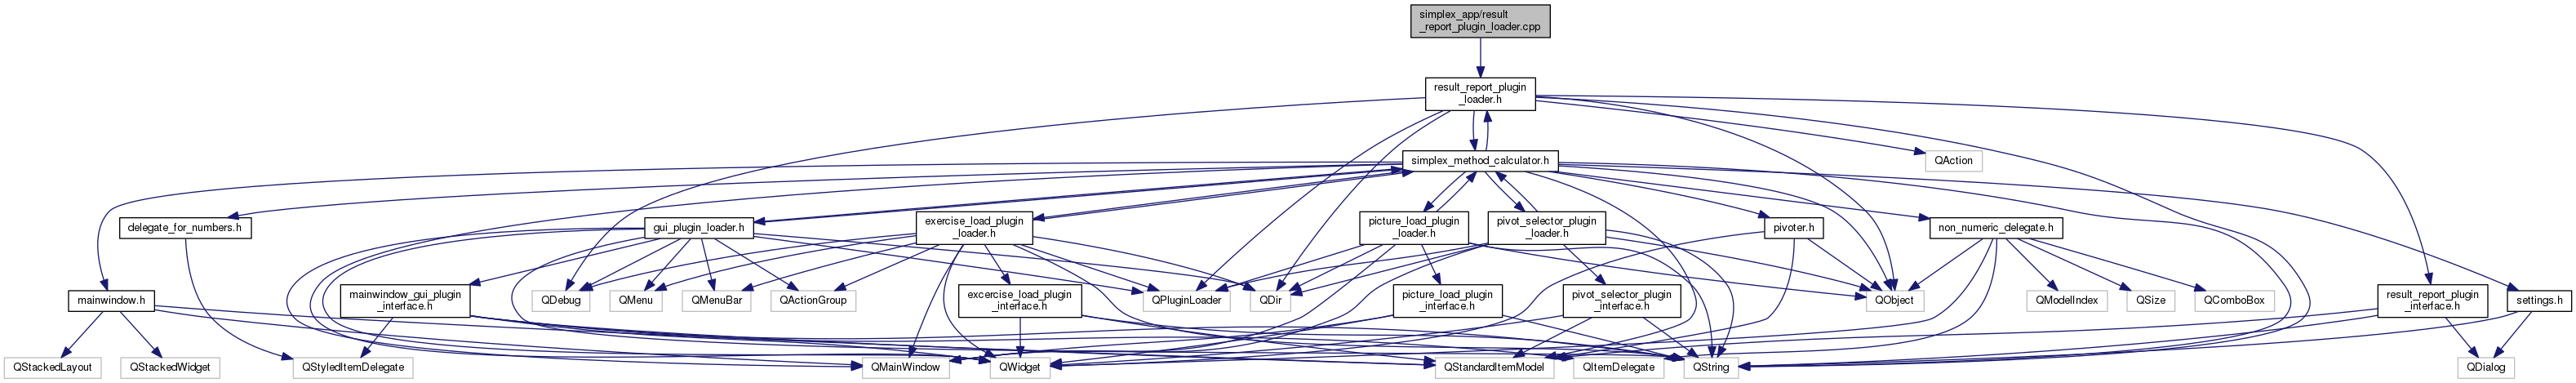 simplex_app/result
_report_plugin_loader.cpp
result_report_plugin
_loader.h
QAction
simplex_method_calculator.h
delegate_for_numbers.h
gui_plugin_loader.h
exercise_load_plugin
_loader.h
picture_load_plugin
_loader.h
pivot_selector_plugin
_loader.h
pivoter.h
non_numeric_delegate.h
mainwindow.h
mainwindow_gui_plugin
_interface.h
QDebug
QMenu
QMenuBar
QActionGroup
excercise_load_plugin
_interface.h
QPluginLoader
QDir
picture_load_plugin
_interface.h
pivot_selector_plugin
_interface.h
QObject
QModelIndex
QSize
QComboBox
result_report_plugin
_interface.h
settings.h
QStackedLayout
QStackedWidget
QStyledItemDelegate
QMainWindow
QWidget
QStandardItemModel
QItemDelegate
QString
QDialog